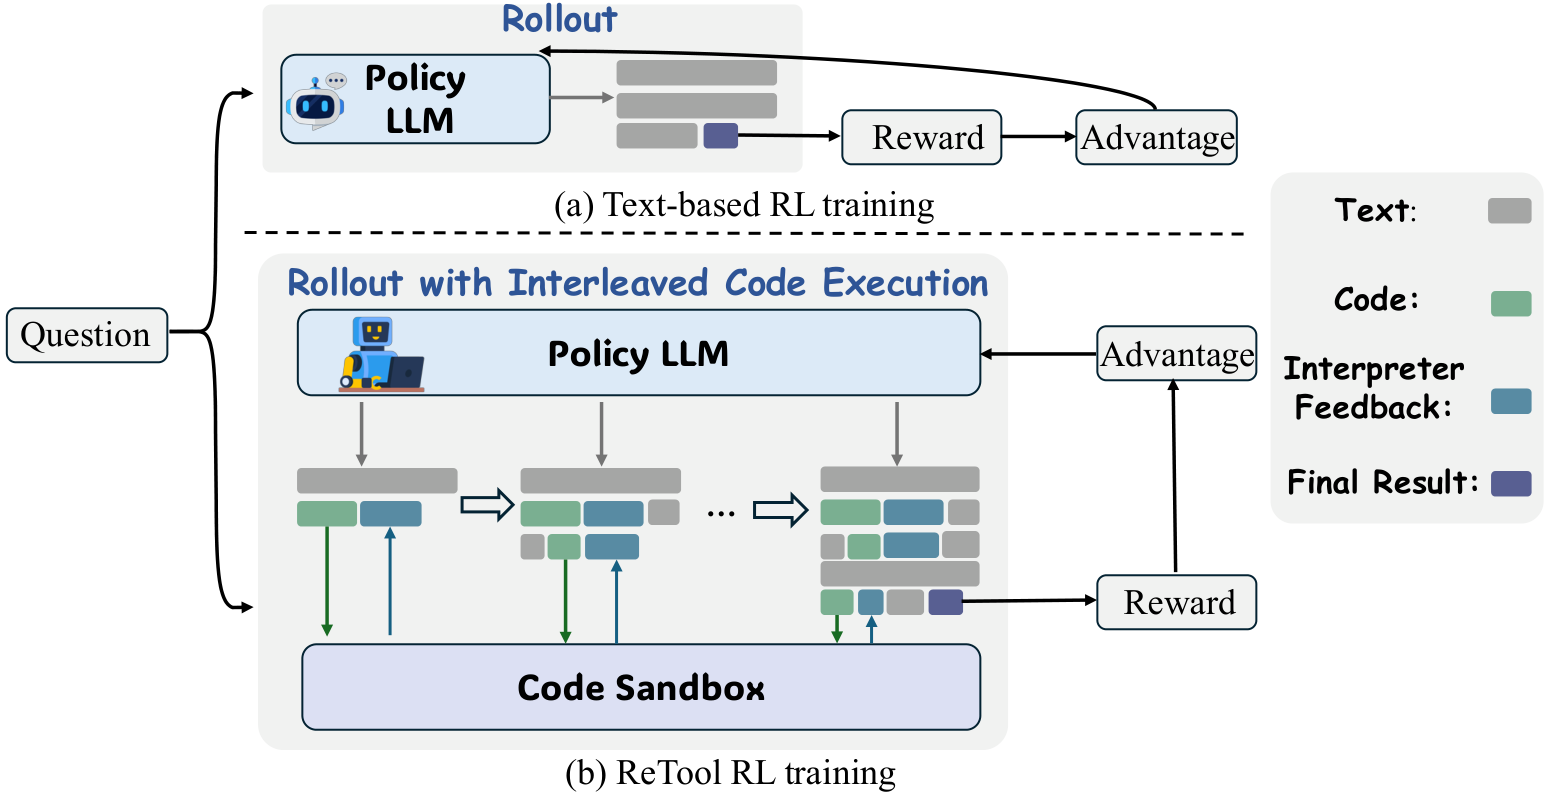 Rollout
Policy
LLM
Reward
Advantage
(a) Text-based RL training
Question
Rollout with Interleaved Code Execution
Policy LLM
Advantage
...
Reward
Code Sandbox
(b) ReTool RL training
Text:
Code:
Interpreter
Feedback:
Final Result: